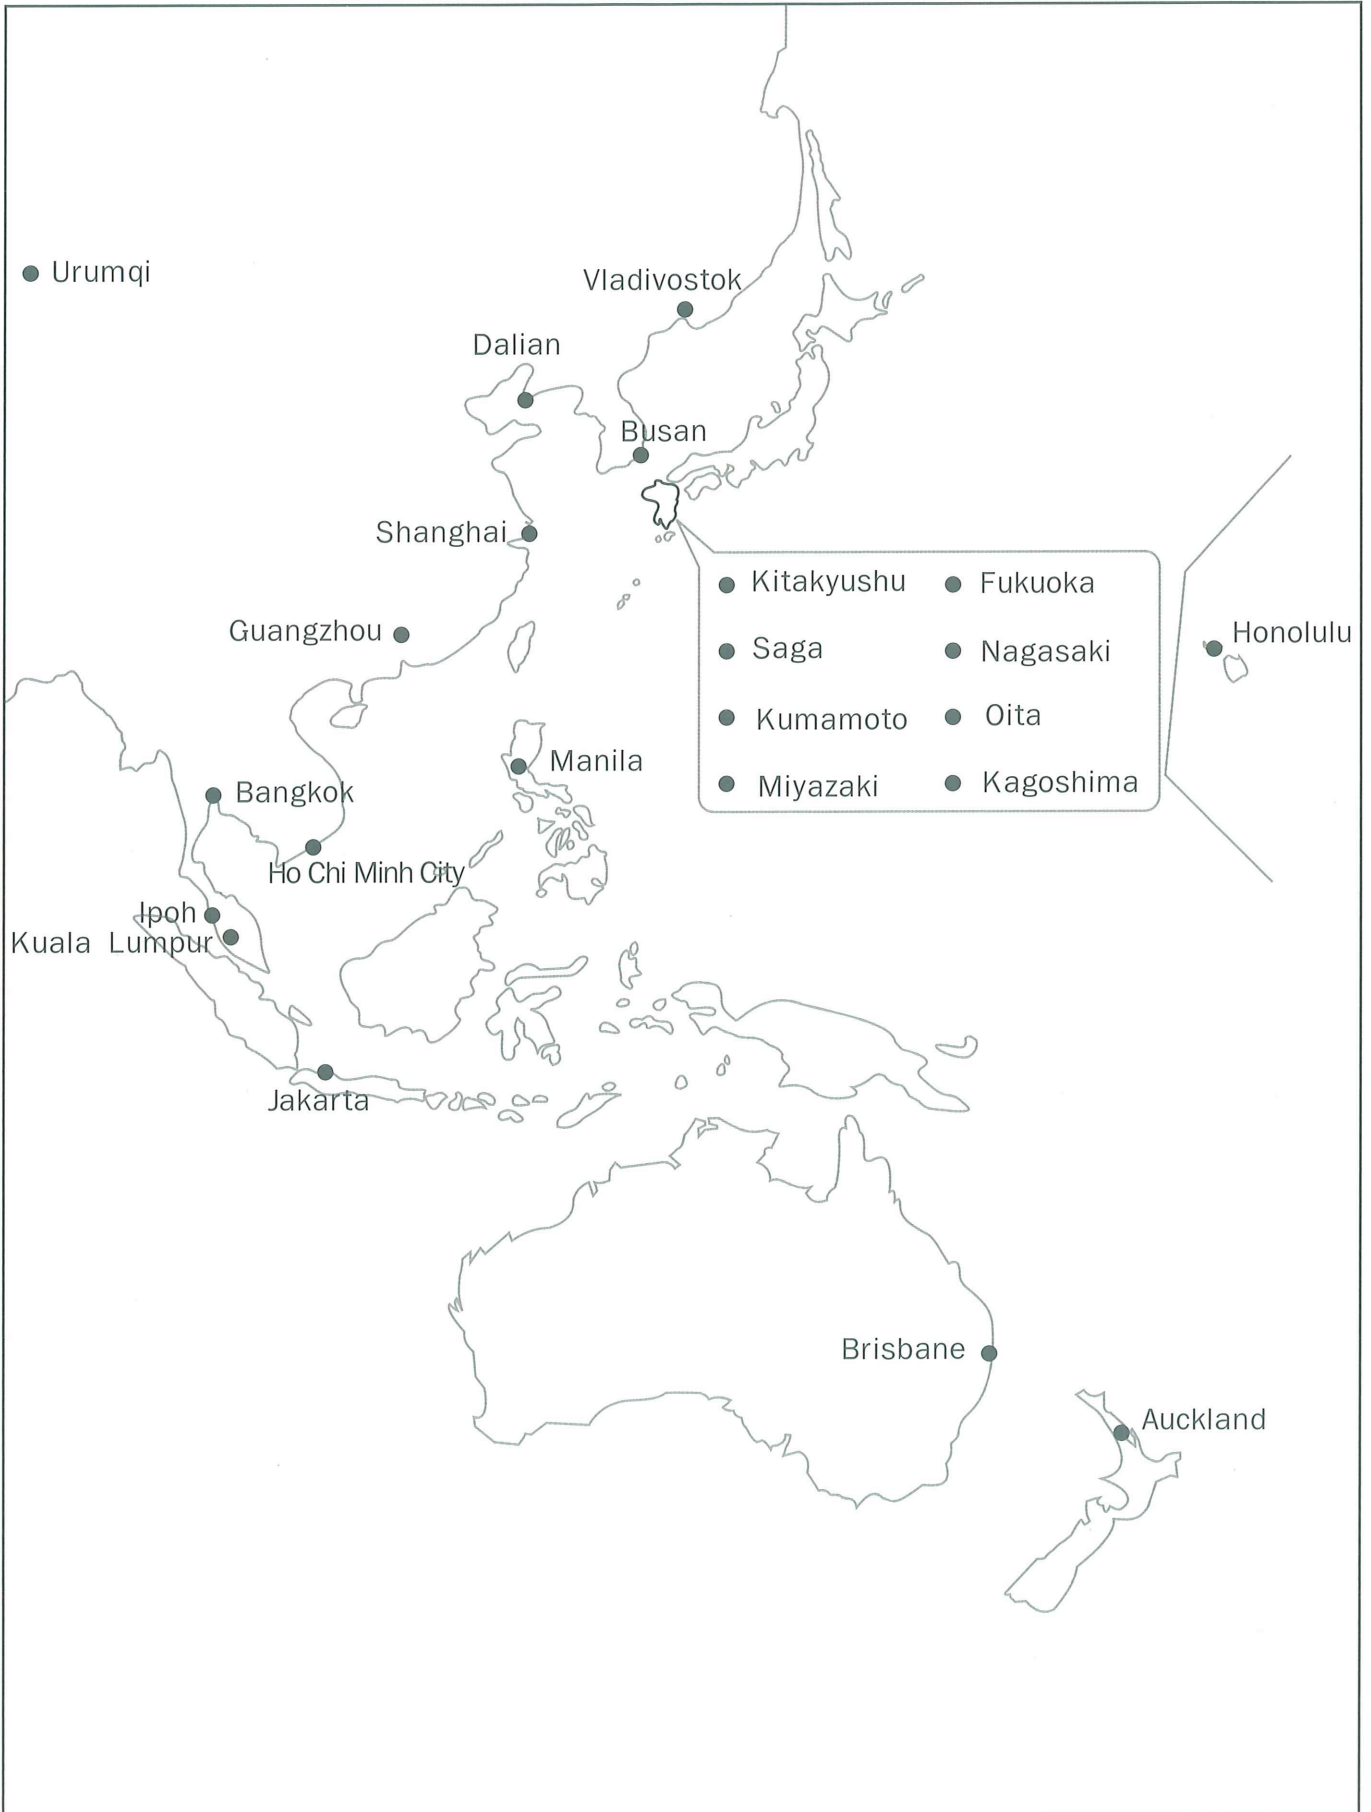 Urumqi
Vladivostok
Dalian
Busan
Shanghai
Kitakyushu
Fukuoka
Guangzhou
Honolulu
Saga
Nagasaki
Kumamoto
Oita
Manila
Miyazaki
Kagoshima
Bangkok
Ho Chi Minh City
Ipoh
Kuala Lumpur
Jakarta
Brisbane
Auckland